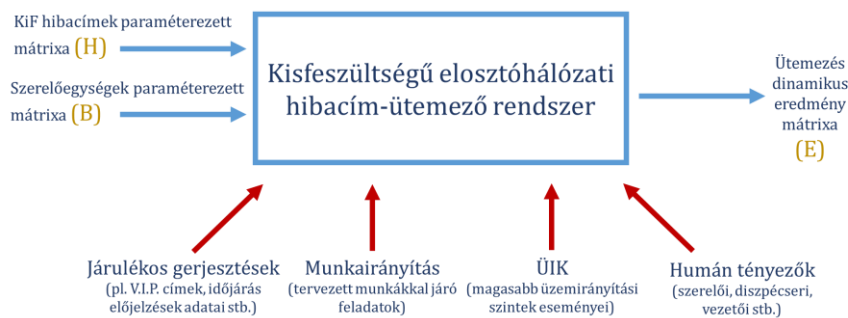 KiF hibacímek paraméterezett
mátrixa (H)
Szerelőegységek paraméterezett
mátrixa (B)
Kisfeszültségű elosztóhálózati
hibacím-ütemező rendszer
Ütemezés
dinamikus
eredmény
mátrixa
(E)
Járulékos gerjesztések
(pl. V.I.P. címek, időjárás
előjelzések adatai stb.)
Munkairányítás
(tervezett munkákkal járó
feladatok)
ÜIK
(magasabb üzemirányítási
szintek eseményei)
Humán tényezők
(szerelői, diszpécseri,
vezetői stb.)